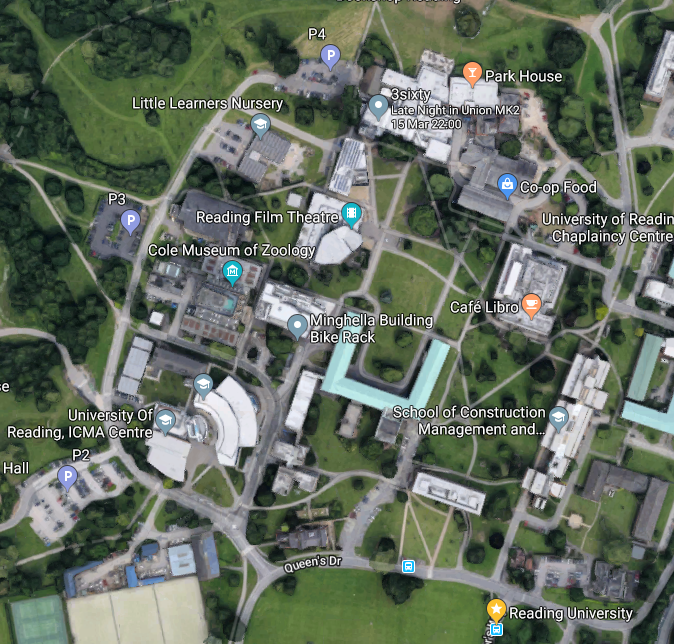 P4
Park House
3sixty
Late Night in Union MK2
15 Mar 22:00
Little Learners Nursery
Co-op Food
P3
Reading Film Theatre
University of Readin
Chaplaincy Centre
Cole Museum of Zoology
Café Libro
Minghella Building
Bike Rack
School of Construction
Management and...
University Of
Reading, ICMA Centre
Hall
P2
Queen's Dr
Reading University